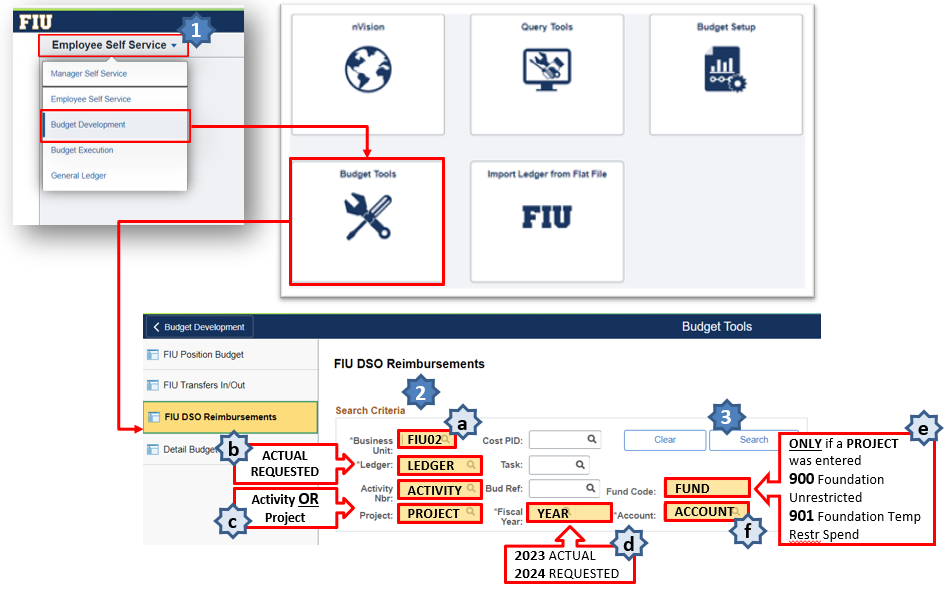 FIU
1
Employee Self Service
Manager Self Service
Employee Self Service
Budget Development
Budget Execution
General Ledger
nVision
Query Tools
Budget Setup
Budget Tools
Import Ledger from Flat File
FIU
Budget Development
Budget Tools
FIU Position Budget
FIU Transfers In/Out
FIU DSO Reimbursements
Detail Budget
FIU DSO Reimbursements
2
Search Criteria
a
*Business
Unit:
FIU02
Cost PID:
3
Clear
Search
b
ACTUAL
REQUESTED
*Ledger:
LEDGER
Task:
c
Activity OR
Project
Activity
Nbr:
ACTIVITY
Bud Ref:
Fund Code:
FUND
Project:
PROJECT
*Fiscal
Year:
YEAR
*Account:
ACCOUNT
d
2023 ACTUAL
2024 REQUESTED
e
ONLY if a PROJECT
was entered
900 Foundation
Unrestricted
901 Foundation Temp
Restr Spend
f